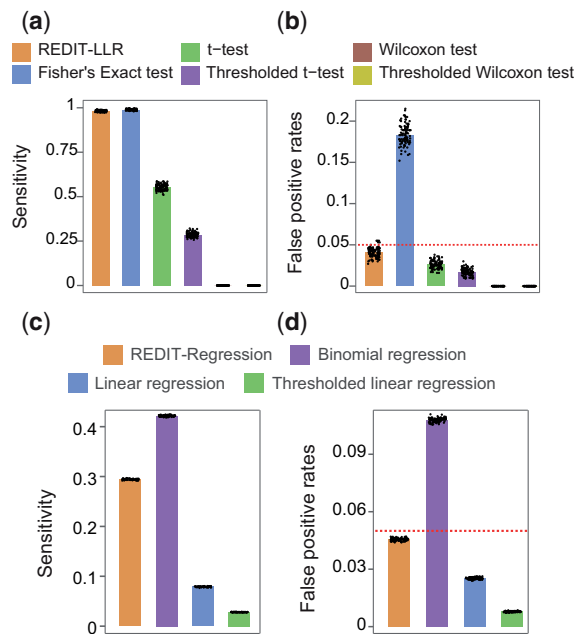 (a) (b)
REDIT-LLR t-test Wilcoxon test
Fisher's Exact test Thresholded t-test Thresholded Wilcoxon test
Sensitivity
1
0.75
0.5
0.25
0
False positive rates
0.2
0.15
0.1
0.05
0
(c) (d)
REDIT-Regression Binomial regression
Linear regression Thresholded linear regression
Sensitivity
0.4
0.3
0.2
0.1
0
False positive rates
0.09
0.06
0.03
0